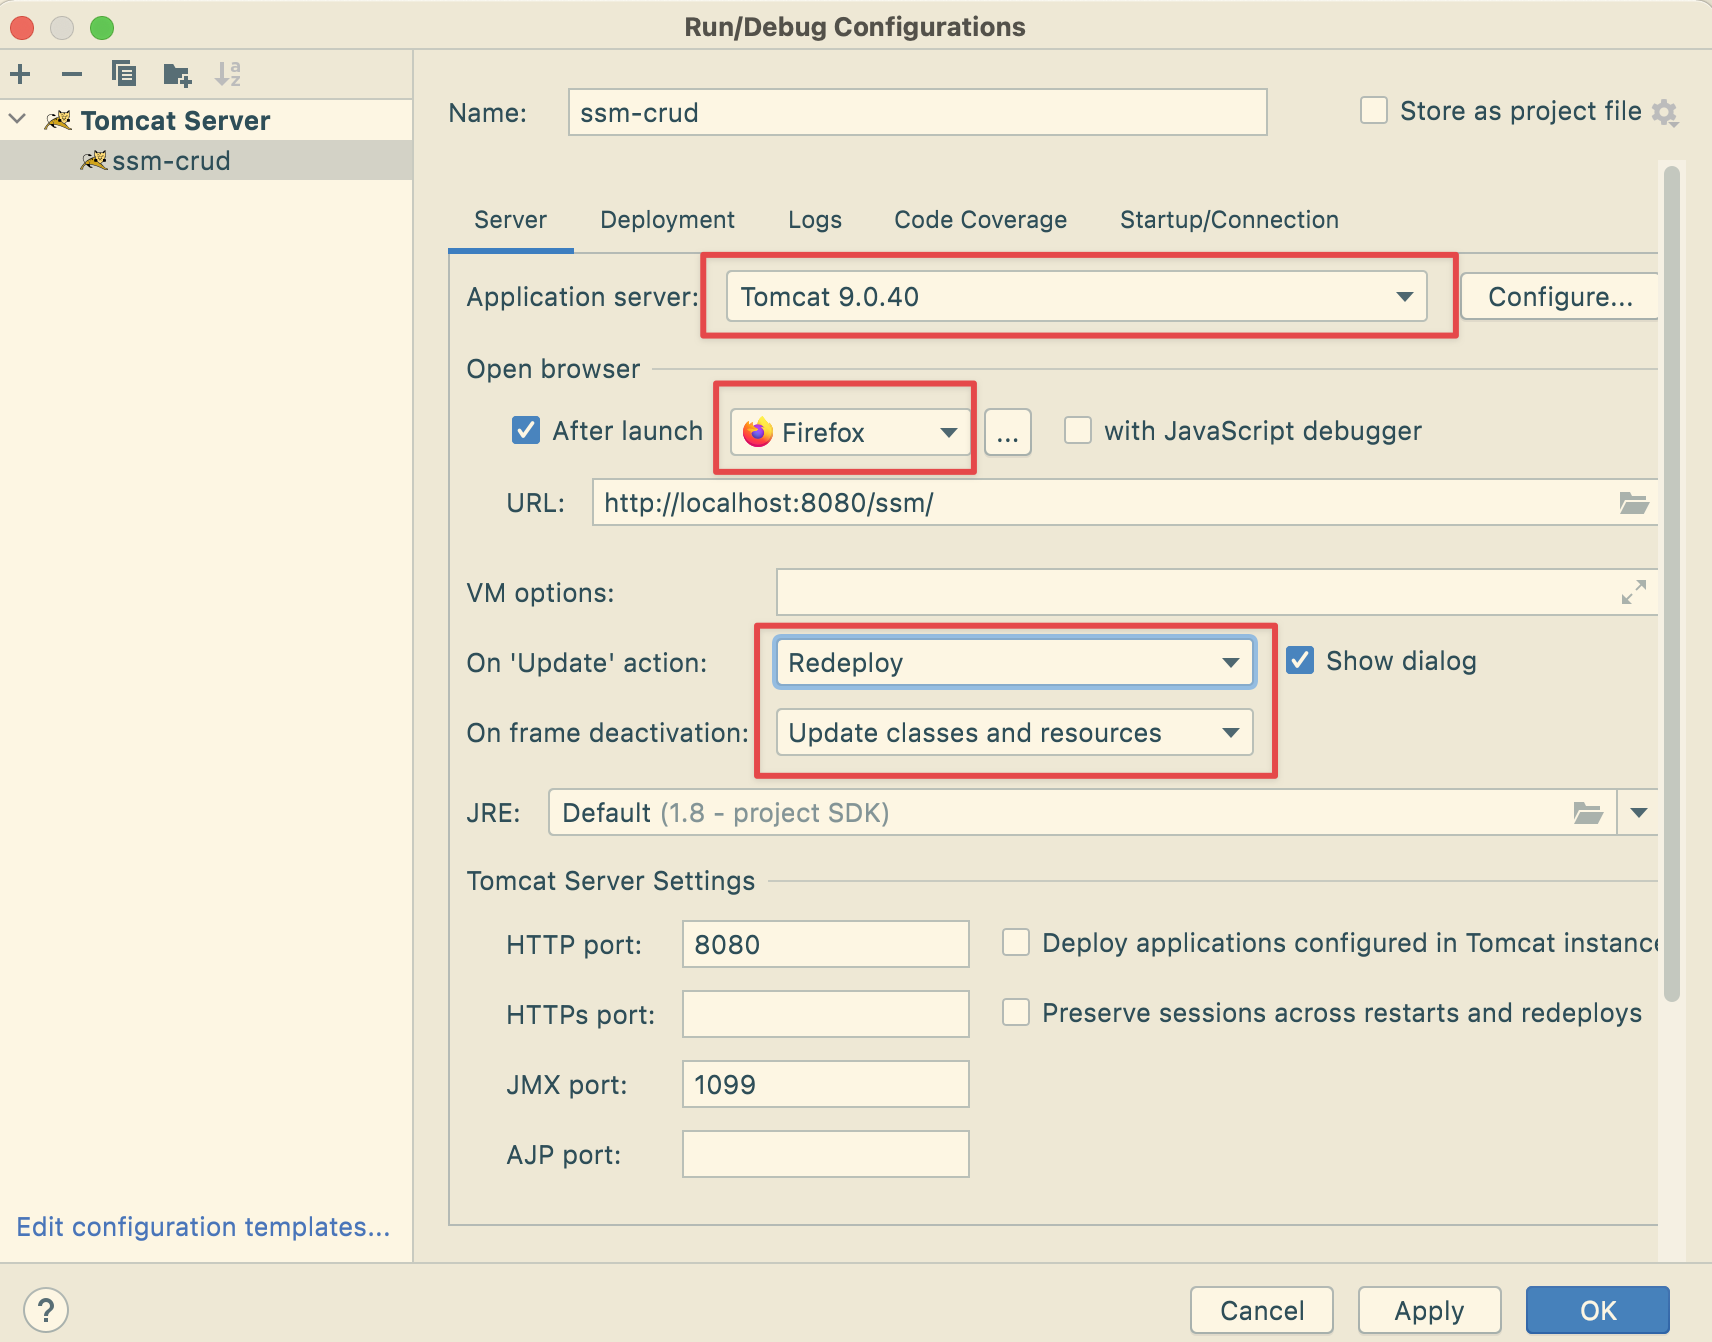 Run/Debug Configurations
Tomcat Server
ssm-crud
Name: ssm-crud
Store as project file
Server Deployment Logs Code Coverage Startup/Connection
Application server: Tomcat 9.0.40 Configure...
Open browser
After launch Firefox ... with JavaScript debugger
URL: http://localhost:8080/ssm/
VM options:
On 'Update' action: Redeploy Show dialog
On frame deactivation: Update classes and resources
JRE: Default (1.8 - project SDK)
Tomcat Server Settings
HTTP port: 8080 Deploy applications configured in Tomcat instance
HTTPs port: Preserve sessions across restarts and redeploys
JMX port: 1099
AJP port:
Edit configuration templates...
? Cancel Apply OK